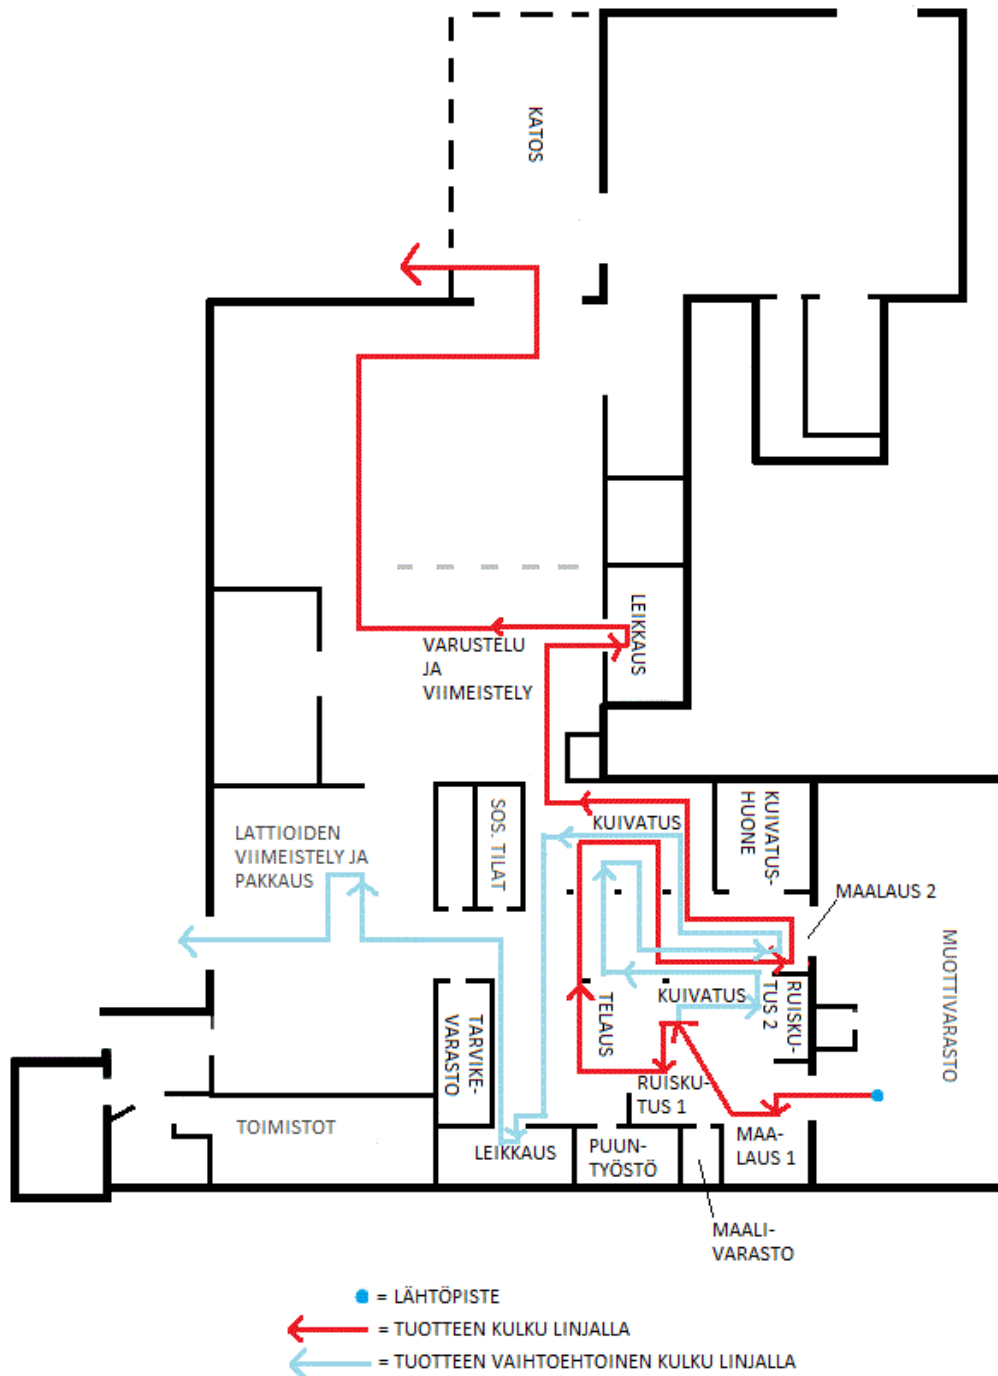 KATOS
LEIKKAUS
VARUSTELU
JA
VIIMEISTELY
SOS. TILAT
KUIVATUS
KUIVATUS-
HUONE
LATTIOIDEN
VIIMEISTELY JA
PAKKAUS
MAALAUS 2
MUOTTIVARASTO
TARVIKE-
VARASTO
TELAUS
KUIVATUS
RUISKU-
TUS 2
RUISKU-
TUS 1
TOIMISTOT
LEIKKAUS
PUUN-
TYÖSTÖ
MAA-
LAUS 1
MAALI-
VARASTO
= LÄHTÖPISTE
= TUOTTEEN KULKU LINJALLA
= TUOTTEEN VAIHTOEHTOINEN KULKU LINJALLA